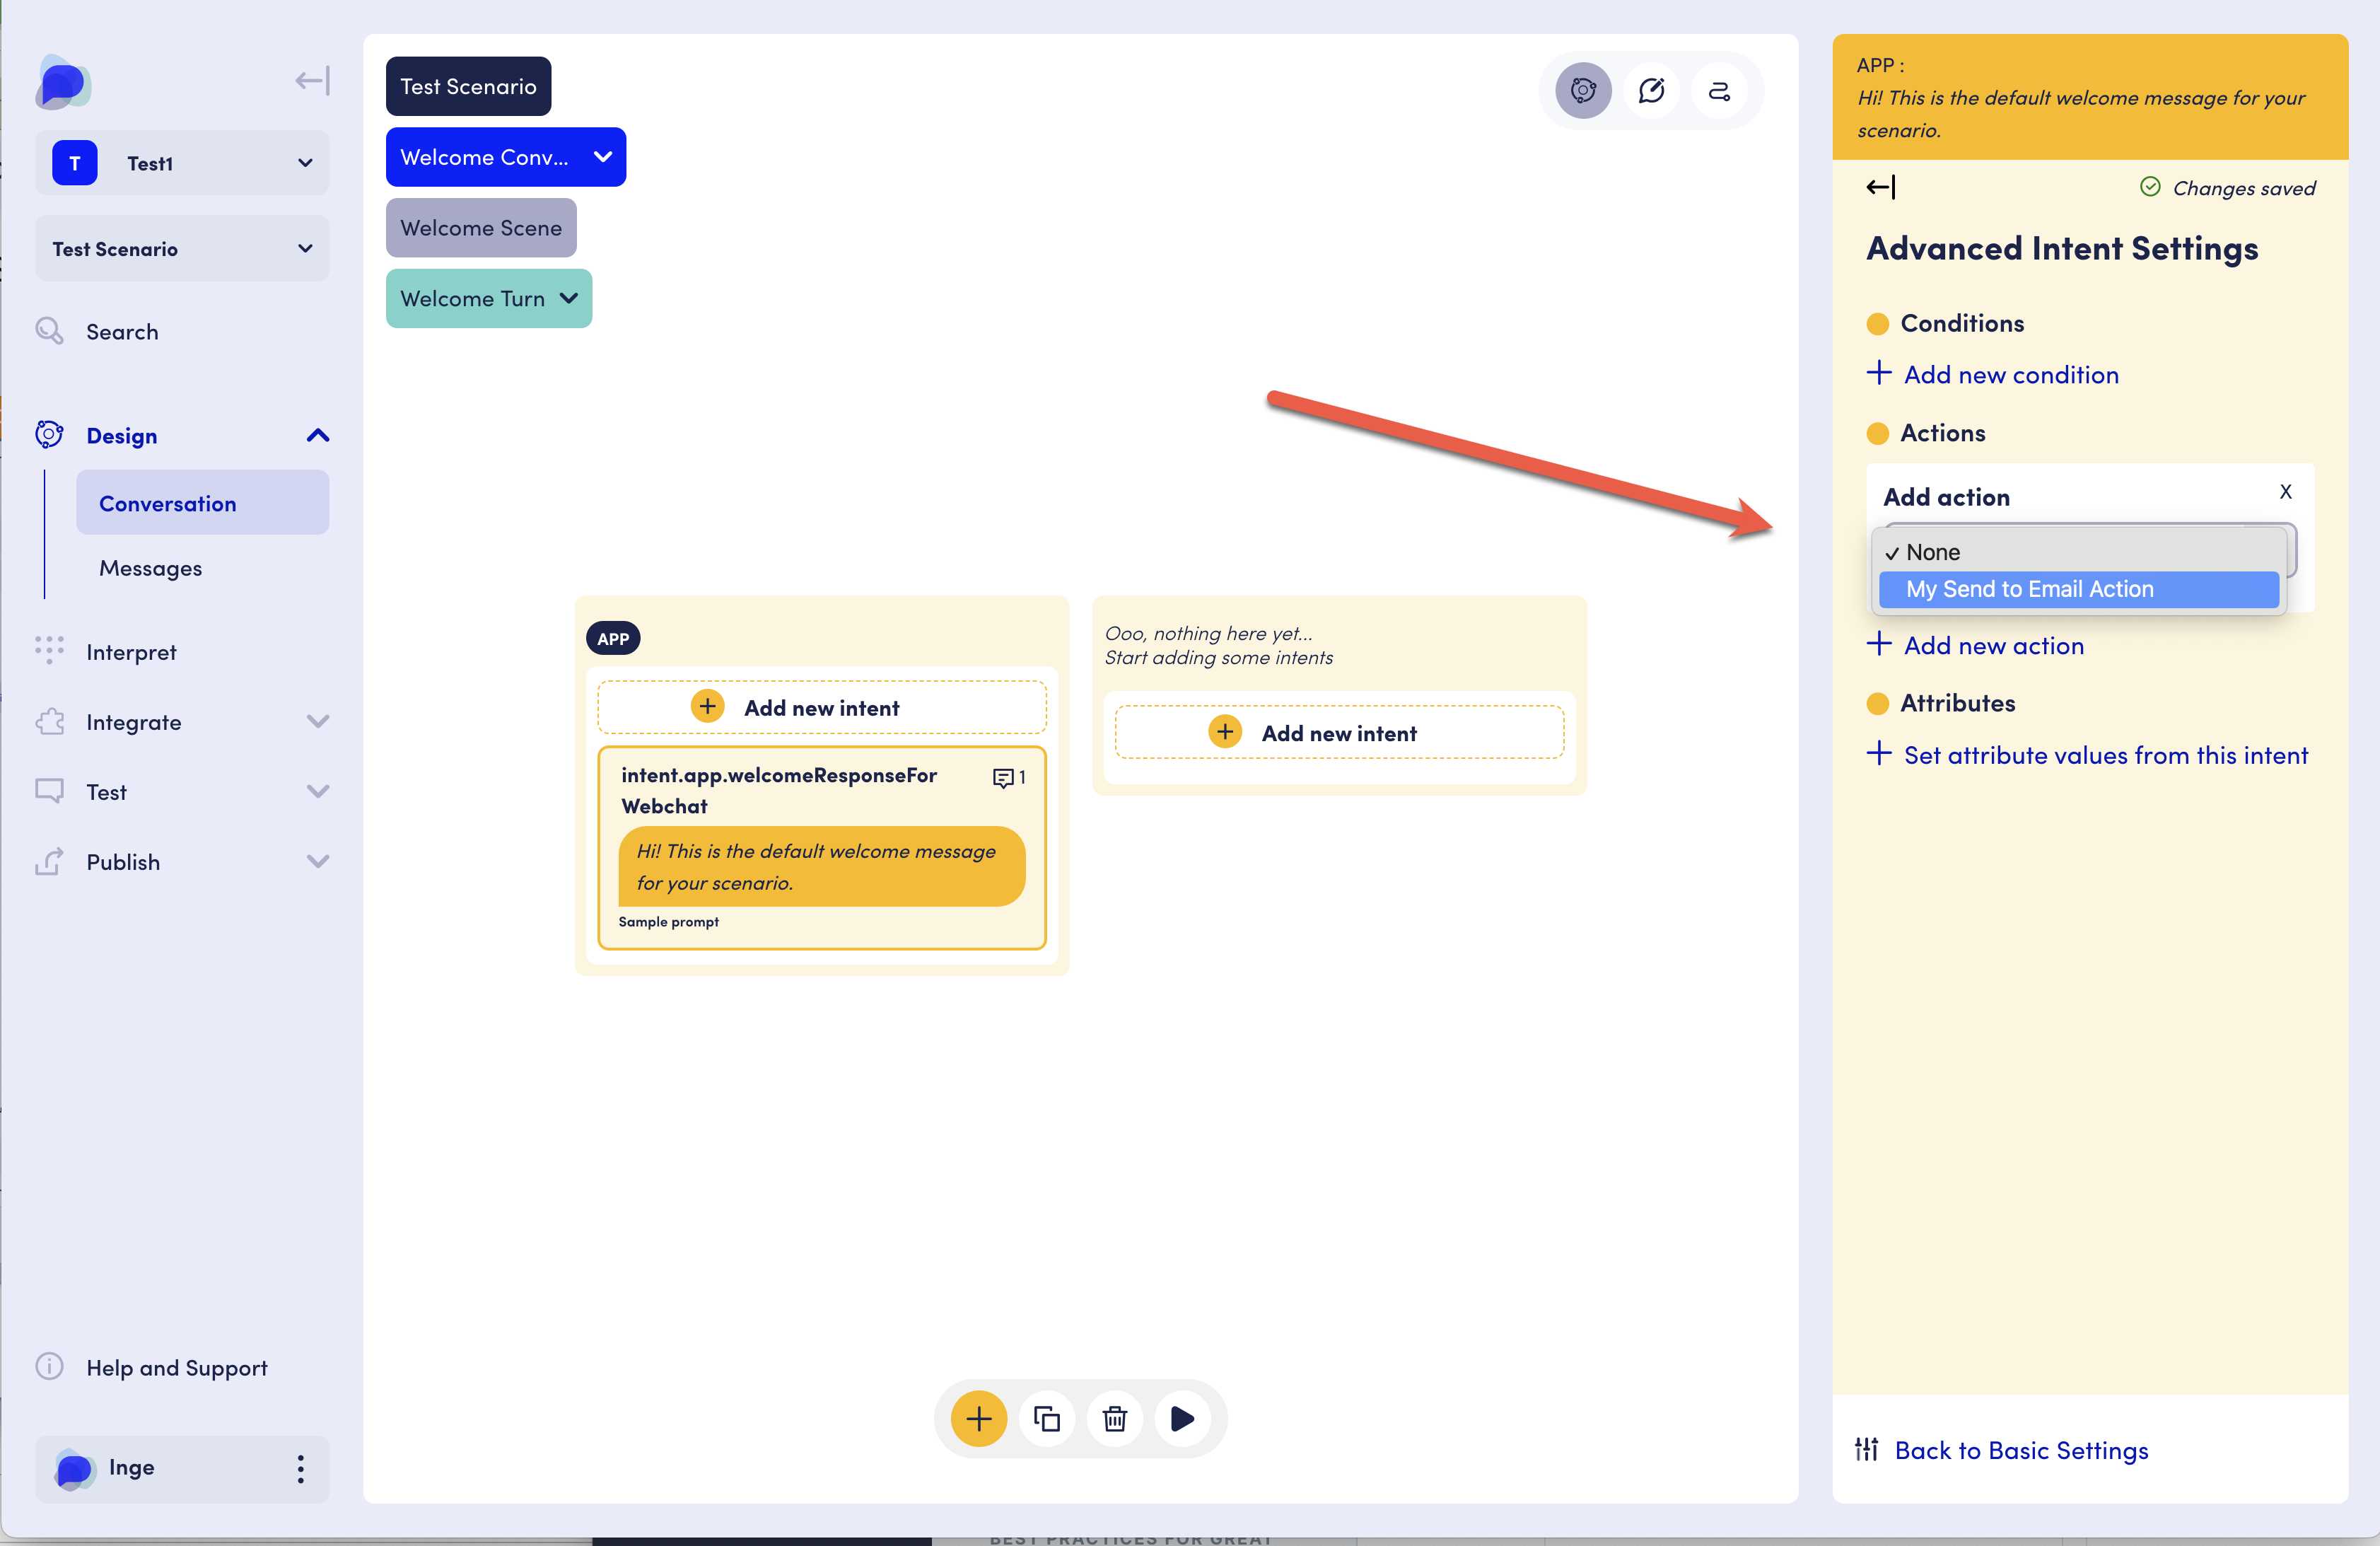 T
Test1
Test Scenario
Search
Design
Conversation
Messages
Interpret
Integrate
Test
Publish
Help and Support
Inge
Test Scenario
Welcome Conv...
Welcome Scene
Welcome Turn
APP
Add new intent
intent.app.welcomeResponseFor
Webchat
1
Hi! This is the default welcome message
for your scenario.
Sample prompt
Ooo, nothing here yet...
Start adding some intents
Add new intent
APP :
Hi! This is the default welcome message for your
scenario.
Changes saved
Advanced Intent Settings
Conditions
Add new condition
Actions
Add action
X
✓ None
My Send to Email Action
Add new action
Attributes
Set attribute values from this intent
Back to Basic Settings
BEST PRACTICES FOR GREAT